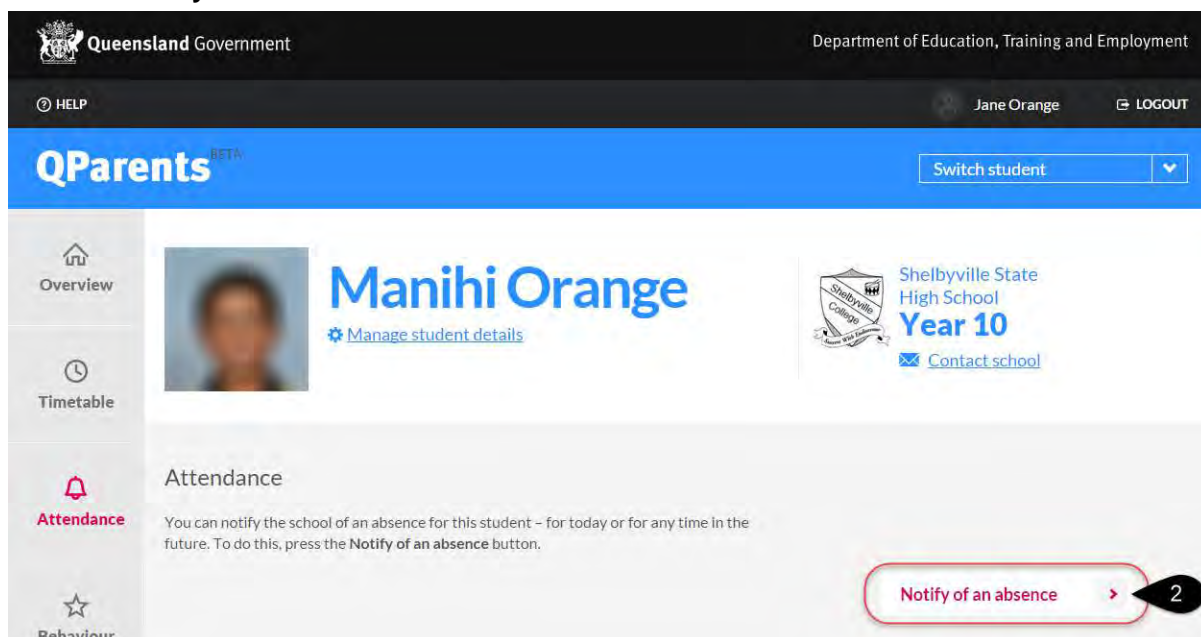 Queensland Government
Department of Education, Training and Employment
HELP
Jane Orange
LOGOUT
QParents BETA
Switch student
Overview
Manihi Orange
Manage student details
Shelbyville
College
Shelbyville State
High School
Year 10
Contact school
Timetable
Attendance
Attendance
You can notify the school of an absence for this student – for today or for any time in the
future. To do this, press the Notify of an absence button.
Notify of an absence
2
Behaviour